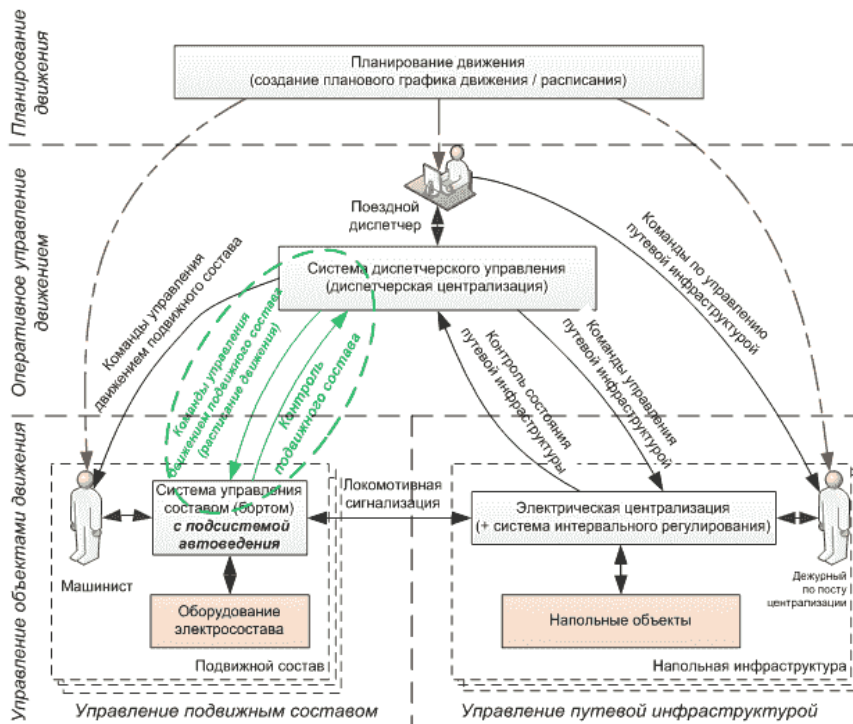 Планирование
движения
Планирование движения
(создание планового графика движения / расписания)
Оперативное управление
движением
Поездной
диспетчер
Система диспетчерского управления
(диспетчерская централизация)
Команды управления
движением подвижного состава
Команды управления
движением подвижного состава
(расписание движения)
Контроль
подвижного состава
Контроль состояния
путевой инфраструктуры
Команды управления
путевой инфраструктурой
Команды по управлению
путевой инфраструктурой
Управление объектами движения
Машинист
Система управления
составом (бортом)
с подсистемой
автоведения
Оборудование
электросостава
Подвижной состав
Локомотивная
сигнализация
Электрическая централизация
(+ система интервального регулирования)
Напольные объекты
Дежурный
по посту
централизации
Напольная инфраструктура
Управление подвижным составом
Управление путевой инфраструктурой